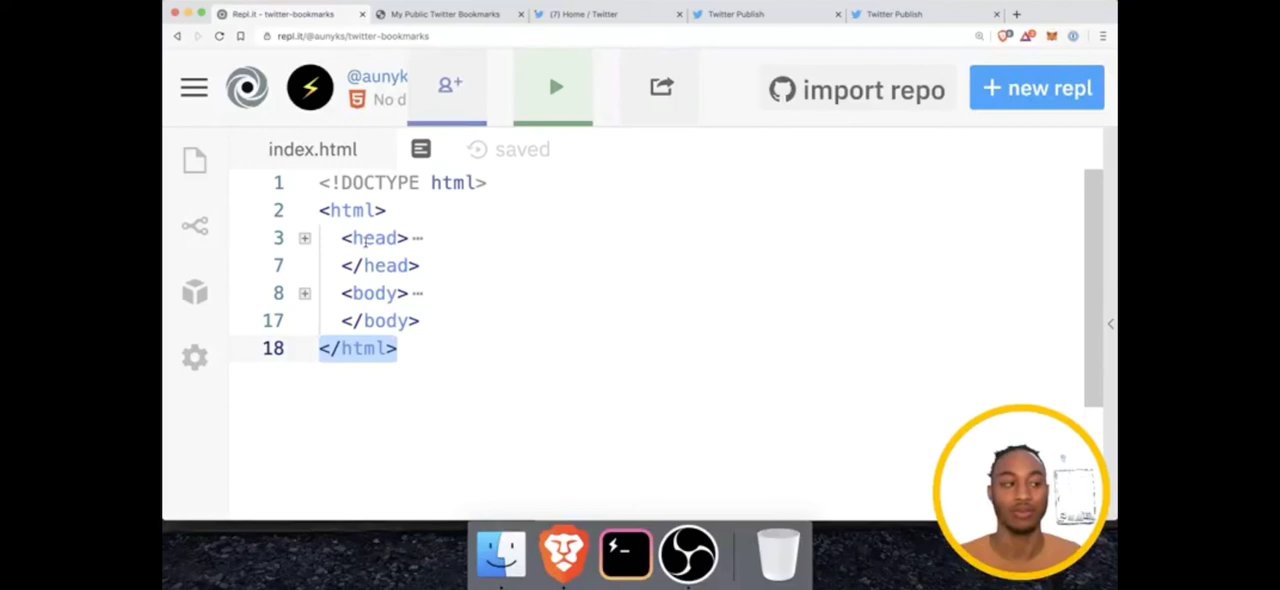 Repl.it - twitter-bookmarks
My Public Twitter Bookmarks
(7) Home / Twitter
Twitter Publish
Twitter Publish
repl.it/@aunyks/twitter-bookmarks
@aunyk
No d
import repo
+ new repl
index.html
saved
1 <!DOCTYPE html>
2 <html>
3 <head>
7 </head>
8 <body>
17 </body>
18 </html>